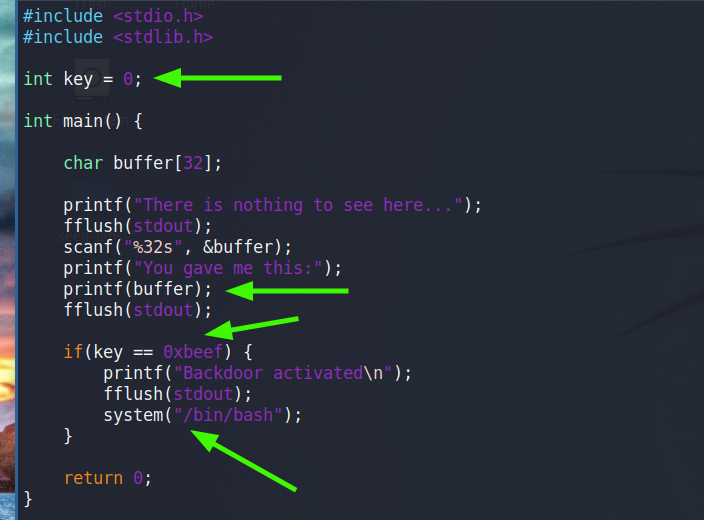 #include <stdio.h>
#include <stdlib.h>
int key = 0;
int main() {
char buffer[32];
printf("There is nothing to see here...");
fflush(stdout);
scanf("%32s", &buffer);
printf("You gave me this:");
printf(buffer);
fflush(stdout);
if(key == 0xbeef) {
printf("Backdoor activated\n");
fflush(stdout);
system("/bin/bash");
}
return 0;
}